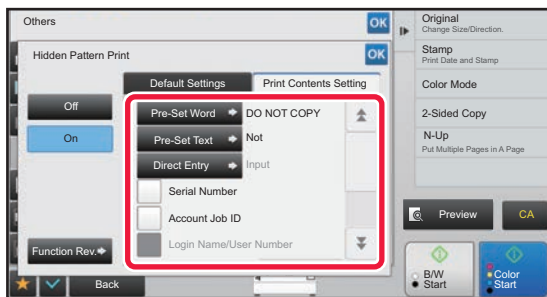 Others
OK
Hidden Pattern Print
OK
Default Settings
Print Contents Setting
Off
On
Pre-Set Word
DO NOT COPY
Pre-Set Text
Not
Direct Entry
Input
Serial Number
Account Job ID
Login Name/User Number
Function Rev.
Back
Original
Change Size/Direction.
Stamp
Print Date and Stamp
Color Mode
2-Sided Copy
N-Up
Put Multiple Pages in A Page
Preview
CA
B/W
Start
Color
Start